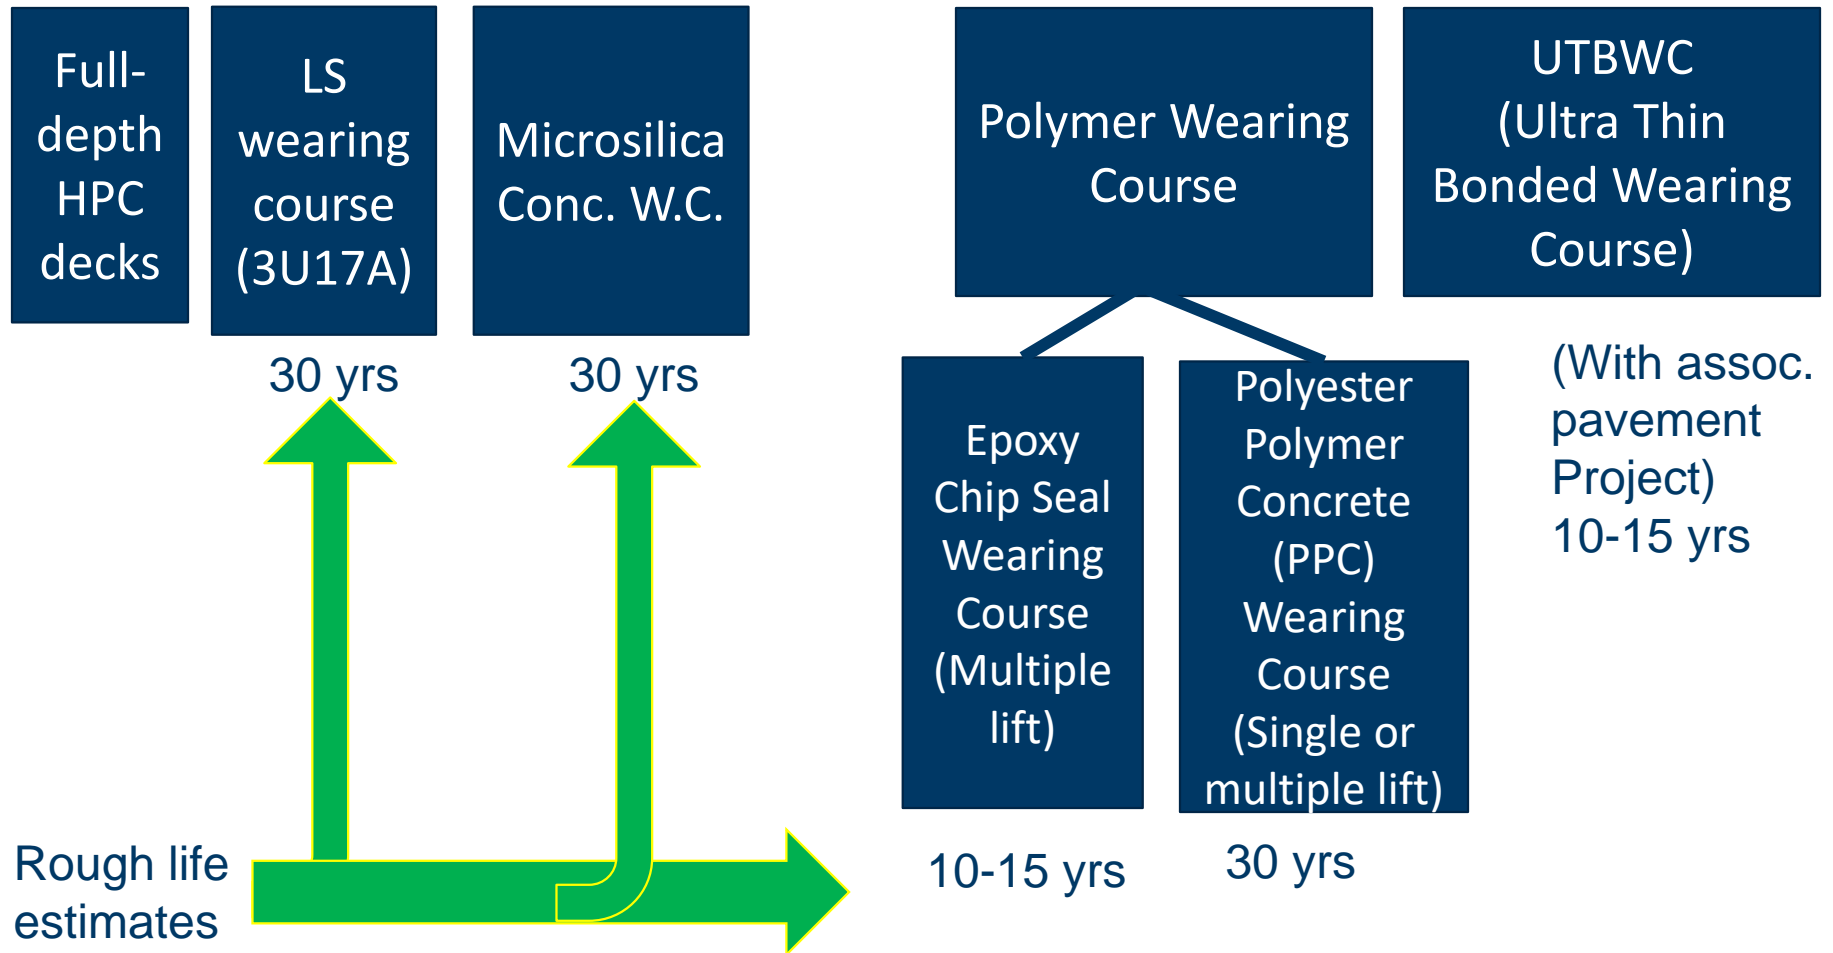 Full-
depth
HPC
decks
LS
wearing
course
(3U17A)
Microsilica
Conc. W.C.
Polymer Wearing
Course
UTBWC
(Ultra Thin
Bonded Wearing
Course)
30 yrs
30 yrs
(With assoc.
pavement
Project)
10-15 yrs
Epoxy
Chip Seal
Wearing
Course
(Multiple
lift)
Polyester
Polymer
Concrete
(PPC)
Wearing
Course
(Single or
multiple lift)
Rough life
estimates
10-15 yrs
30 yrs